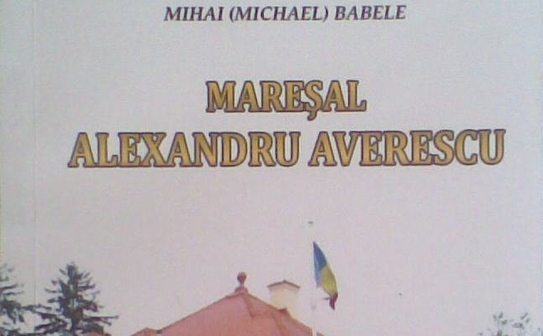 MIHAI (MICHAEL) BABELE
MAREŞAL
ALEXANDRU AVERESCU